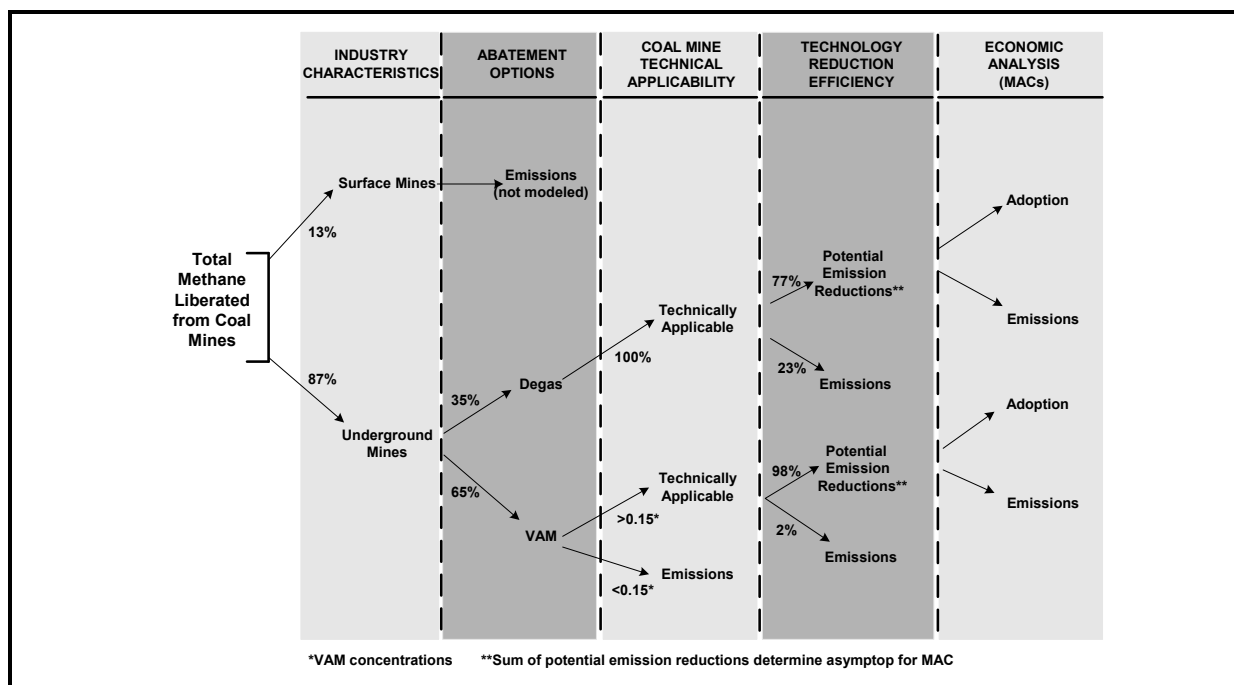 INDUSTRY
CHARACTERISTICS
ABATEMENT
OPTIONS
COAL MINE
TECHNICAL
APPLICABILITY
TECHNOLOGY
REDUCTION
EFFICIENCY
ECONOMIC
ANALYSIS
(MACs)
Total
Methane
Liberated
from Coal
Mines
13%
87%
Surface Mines
Underground
Mines
Emissions
(not modeled)
35%
65%
Degas
VAM
100%
Technically
Applicable
>0.15*
Technically
Applicable
<0.15*
Emissions
77%
Potential
Emission
Reductions**
23%
Emissions
98%
Potential
Emission
Reductions**
2%
Emissions
Adoption
Emissions
Adoption
Emissions
*VAM concentrations
**Sum of potential emission reductions determine asymptop for MAC